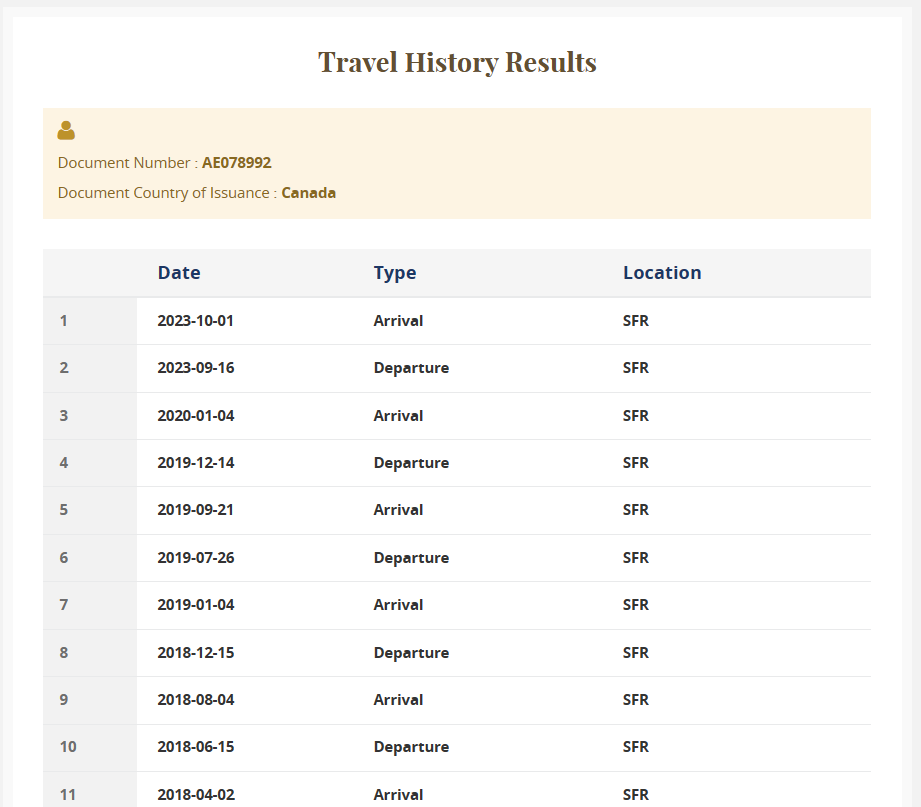 Travel History Results
Document Number : AE078992
Document Country of Issuance : Canada
Date Type Location
1 2023-10-01 Arrival SFR
2 2023-09-16 Departure SFR
3 2020-01-04 Arrival SFR
4 2019-12-14 Departure SFR
5 2019-09-21 Arrival SFR
6 2019-07-26 Departure SFR
7 2019-01-04 Arrival SFR
8 2018-12-15 Departure SFR
9 2018-08-04 Arrival SFR
10 2018-06-15 Departure SFR
11 2018-04-02 Arrival SFR